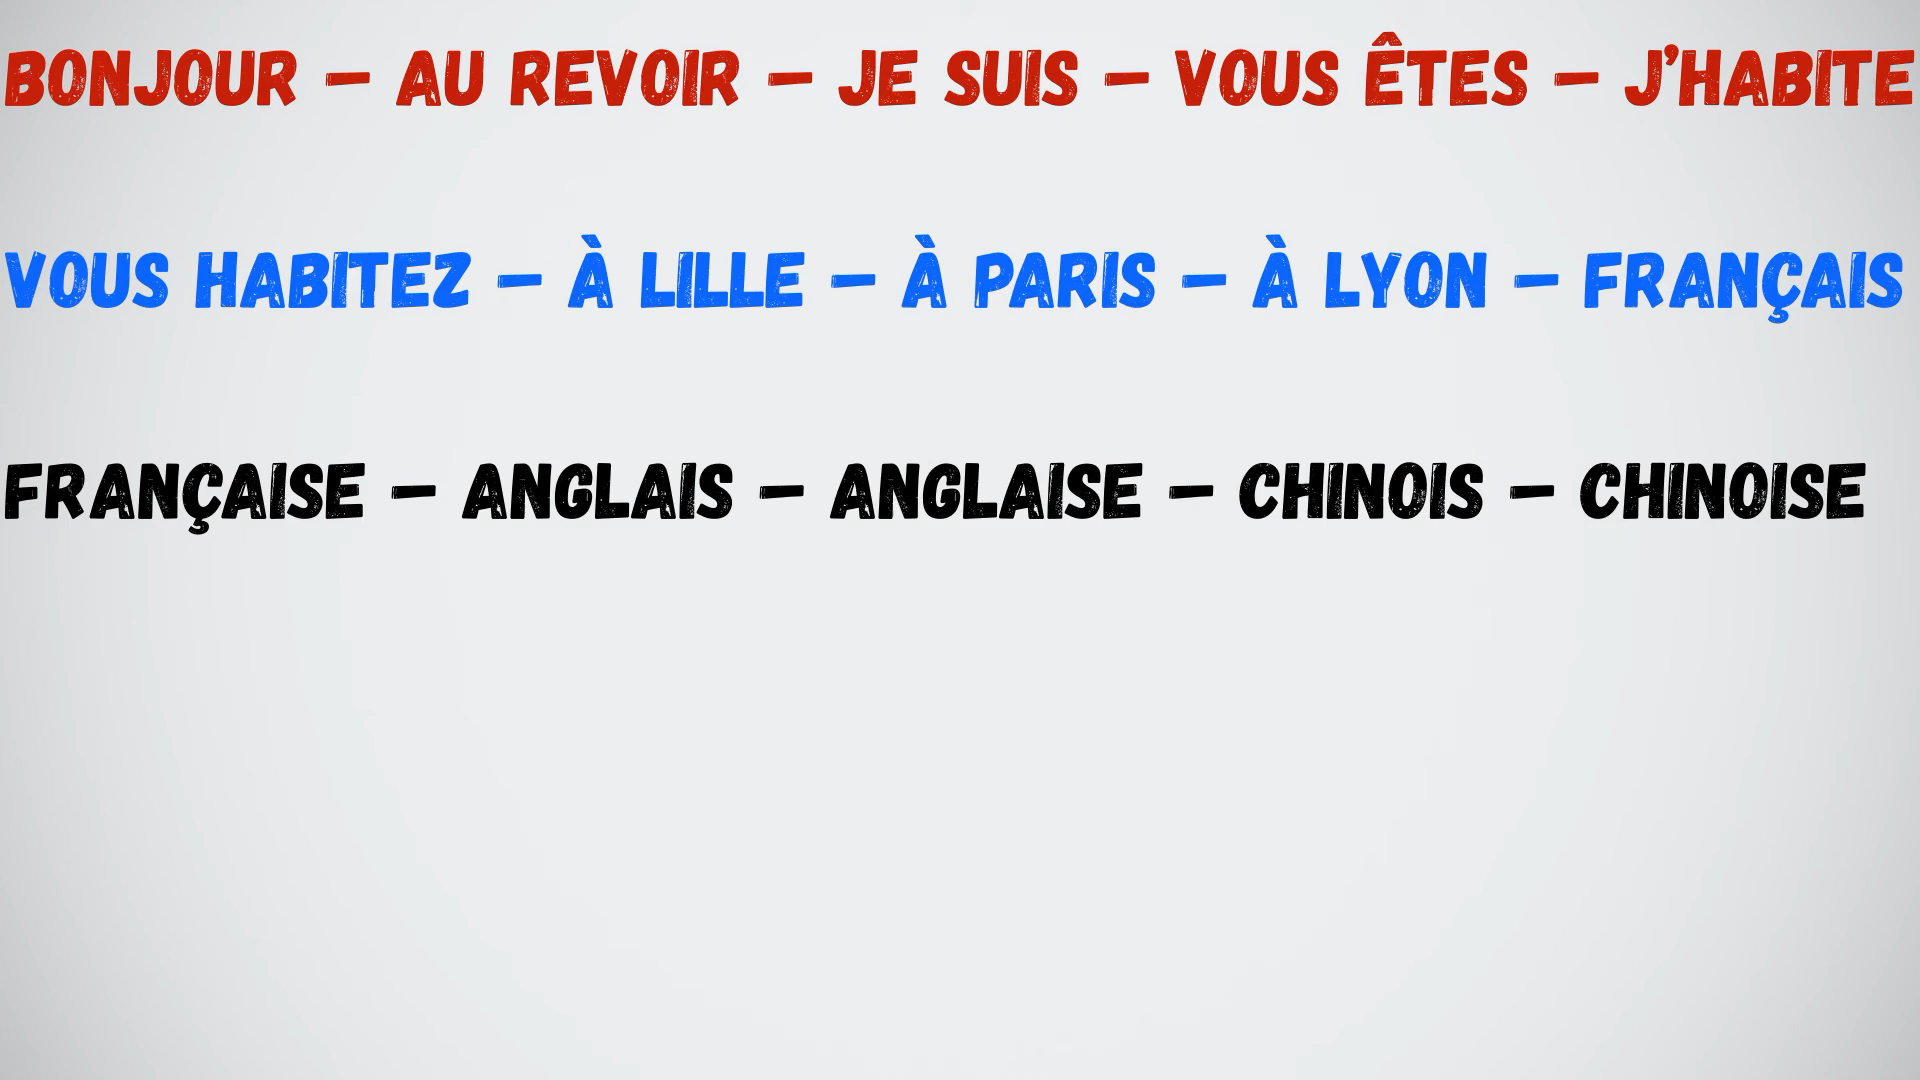 BONJOUR – AU REVOIR – JE SUIS – VOUS ÊTES – J’HABITE
VOUS HABITEZ – À LILLE – À PARIS – À LYON – FRANÇAIS
FRANÇAISE – ANGLAIS – ANGLAISE – CHINOIS – CHINOISE